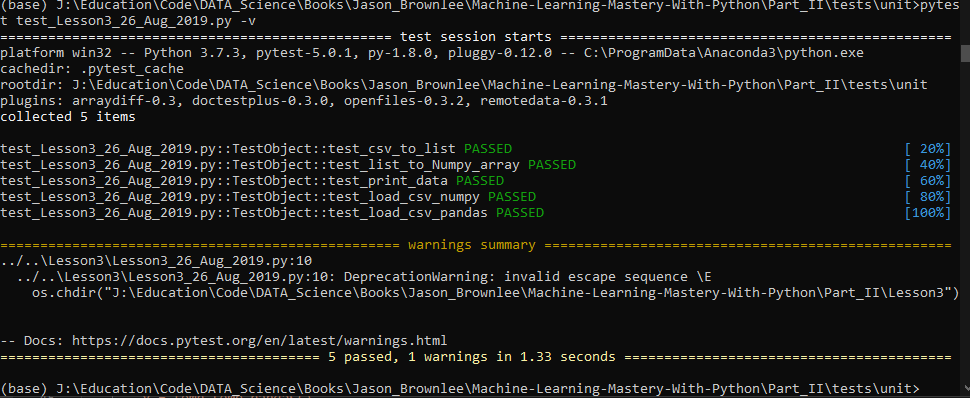 (base) J:\Education\Code\DATA_Science\Books\Jason_Brownlee\Machine-Learning-Mastery-With-Python\Part_II\tests\unit>pytes
t test_Lesson3_26_Aug_2019.py -v
================================================= test session starts =================================================
platform win32 -- Python 3.7.3, pytest-5.0.1, py-1.8.0, pluggy-0.12.0 -- C:\ProgramData\Anaconda3\python.exe
cachedir: .pytest_cache
rootdir: J:\Education\Code\DATA_Science\Books\Jason_Brownlee\Machine-Learning-Mastery-With-Python\Part_II\tests\unit
plugins: arraydiff-0.3, doctestplus-0.3.0, openfiles-0.3.2, remotedata-0.3.1
collected 5 items
test_Lesson3_26_Aug_2019.py::TestObject::test_csv_to_list PASSED [ 20%]
test_Lesson3_26_Aug_2019.py::TestObject::test_list_to_Numpy_array PASSED [ 40%]
test_Lesson3_26_Aug_2019.py::TestObject::test_print_data PASSED [ 60%]
test_Lesson3_26_Aug_2019.py::TestObject::test_load_csv_numpy PASSED [ 80%]
test_Lesson3_26_Aug_2019.py::TestObject::test_load_csv_pandas PASSED [100%]
================================================== warnings summary ===================================================
../..\Lesson3\Lesson3_26_Aug_2019.py:10
../..\Lesson3\Lesson3_26_Aug_2019.py:10: DeprecationWarning: invalid escape sequence \E
os.chdir("J:\Education\Code\DATA_Science\Books\Jason_Brownlee\Machine-Learning-Mastery-With-Python\Part_II\Lesson3")
-- Docs: https://docs.pytest.org/en/latest/warnings.html
======================================== 5 passed, 1 warnings in 1.33 seconds =========================================
(base) J:\Education\Code\DATA_Science\Books\Jason_Brownlee\Machine-Learning-Mastery-With-Python\Part_II\tests\unit>